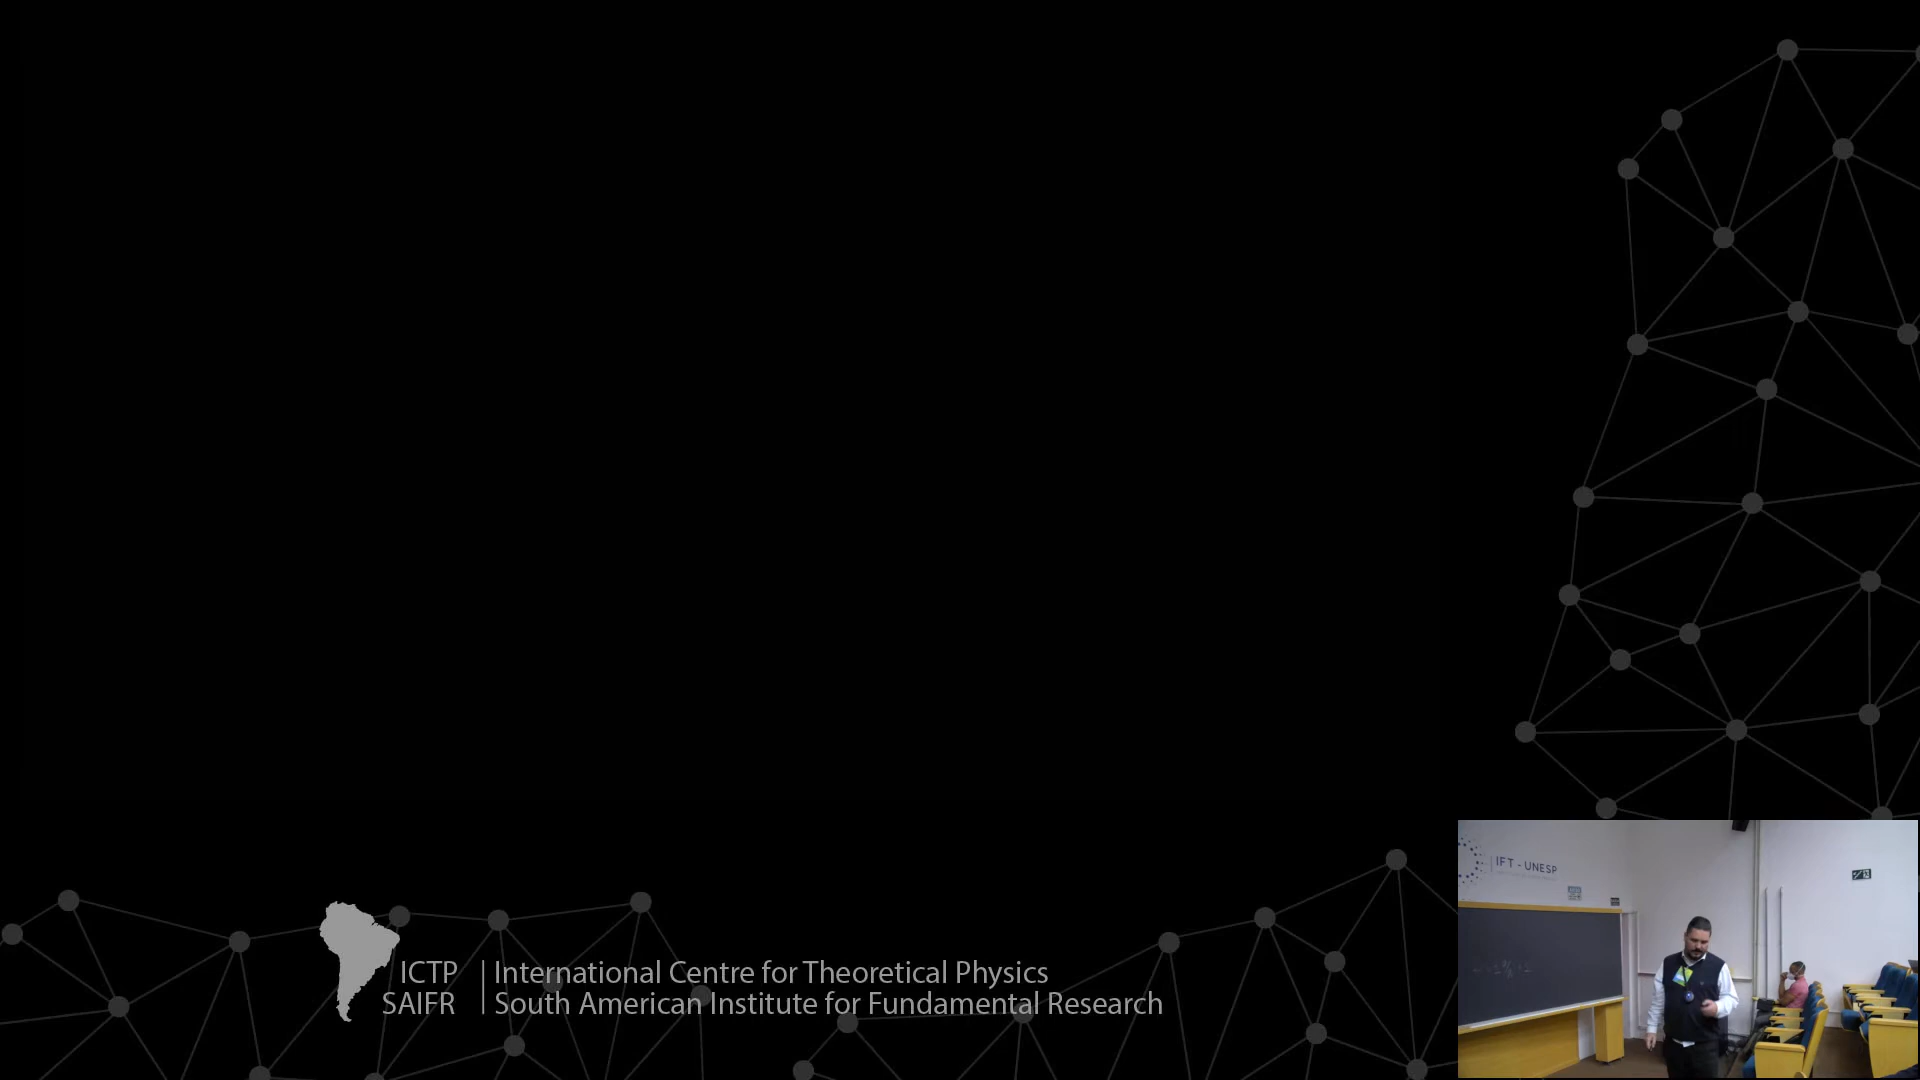 IFT - UNESP
ICTP
SAIFR
International Centre for Theoretical Physics
South American Institute for Fundamental Research